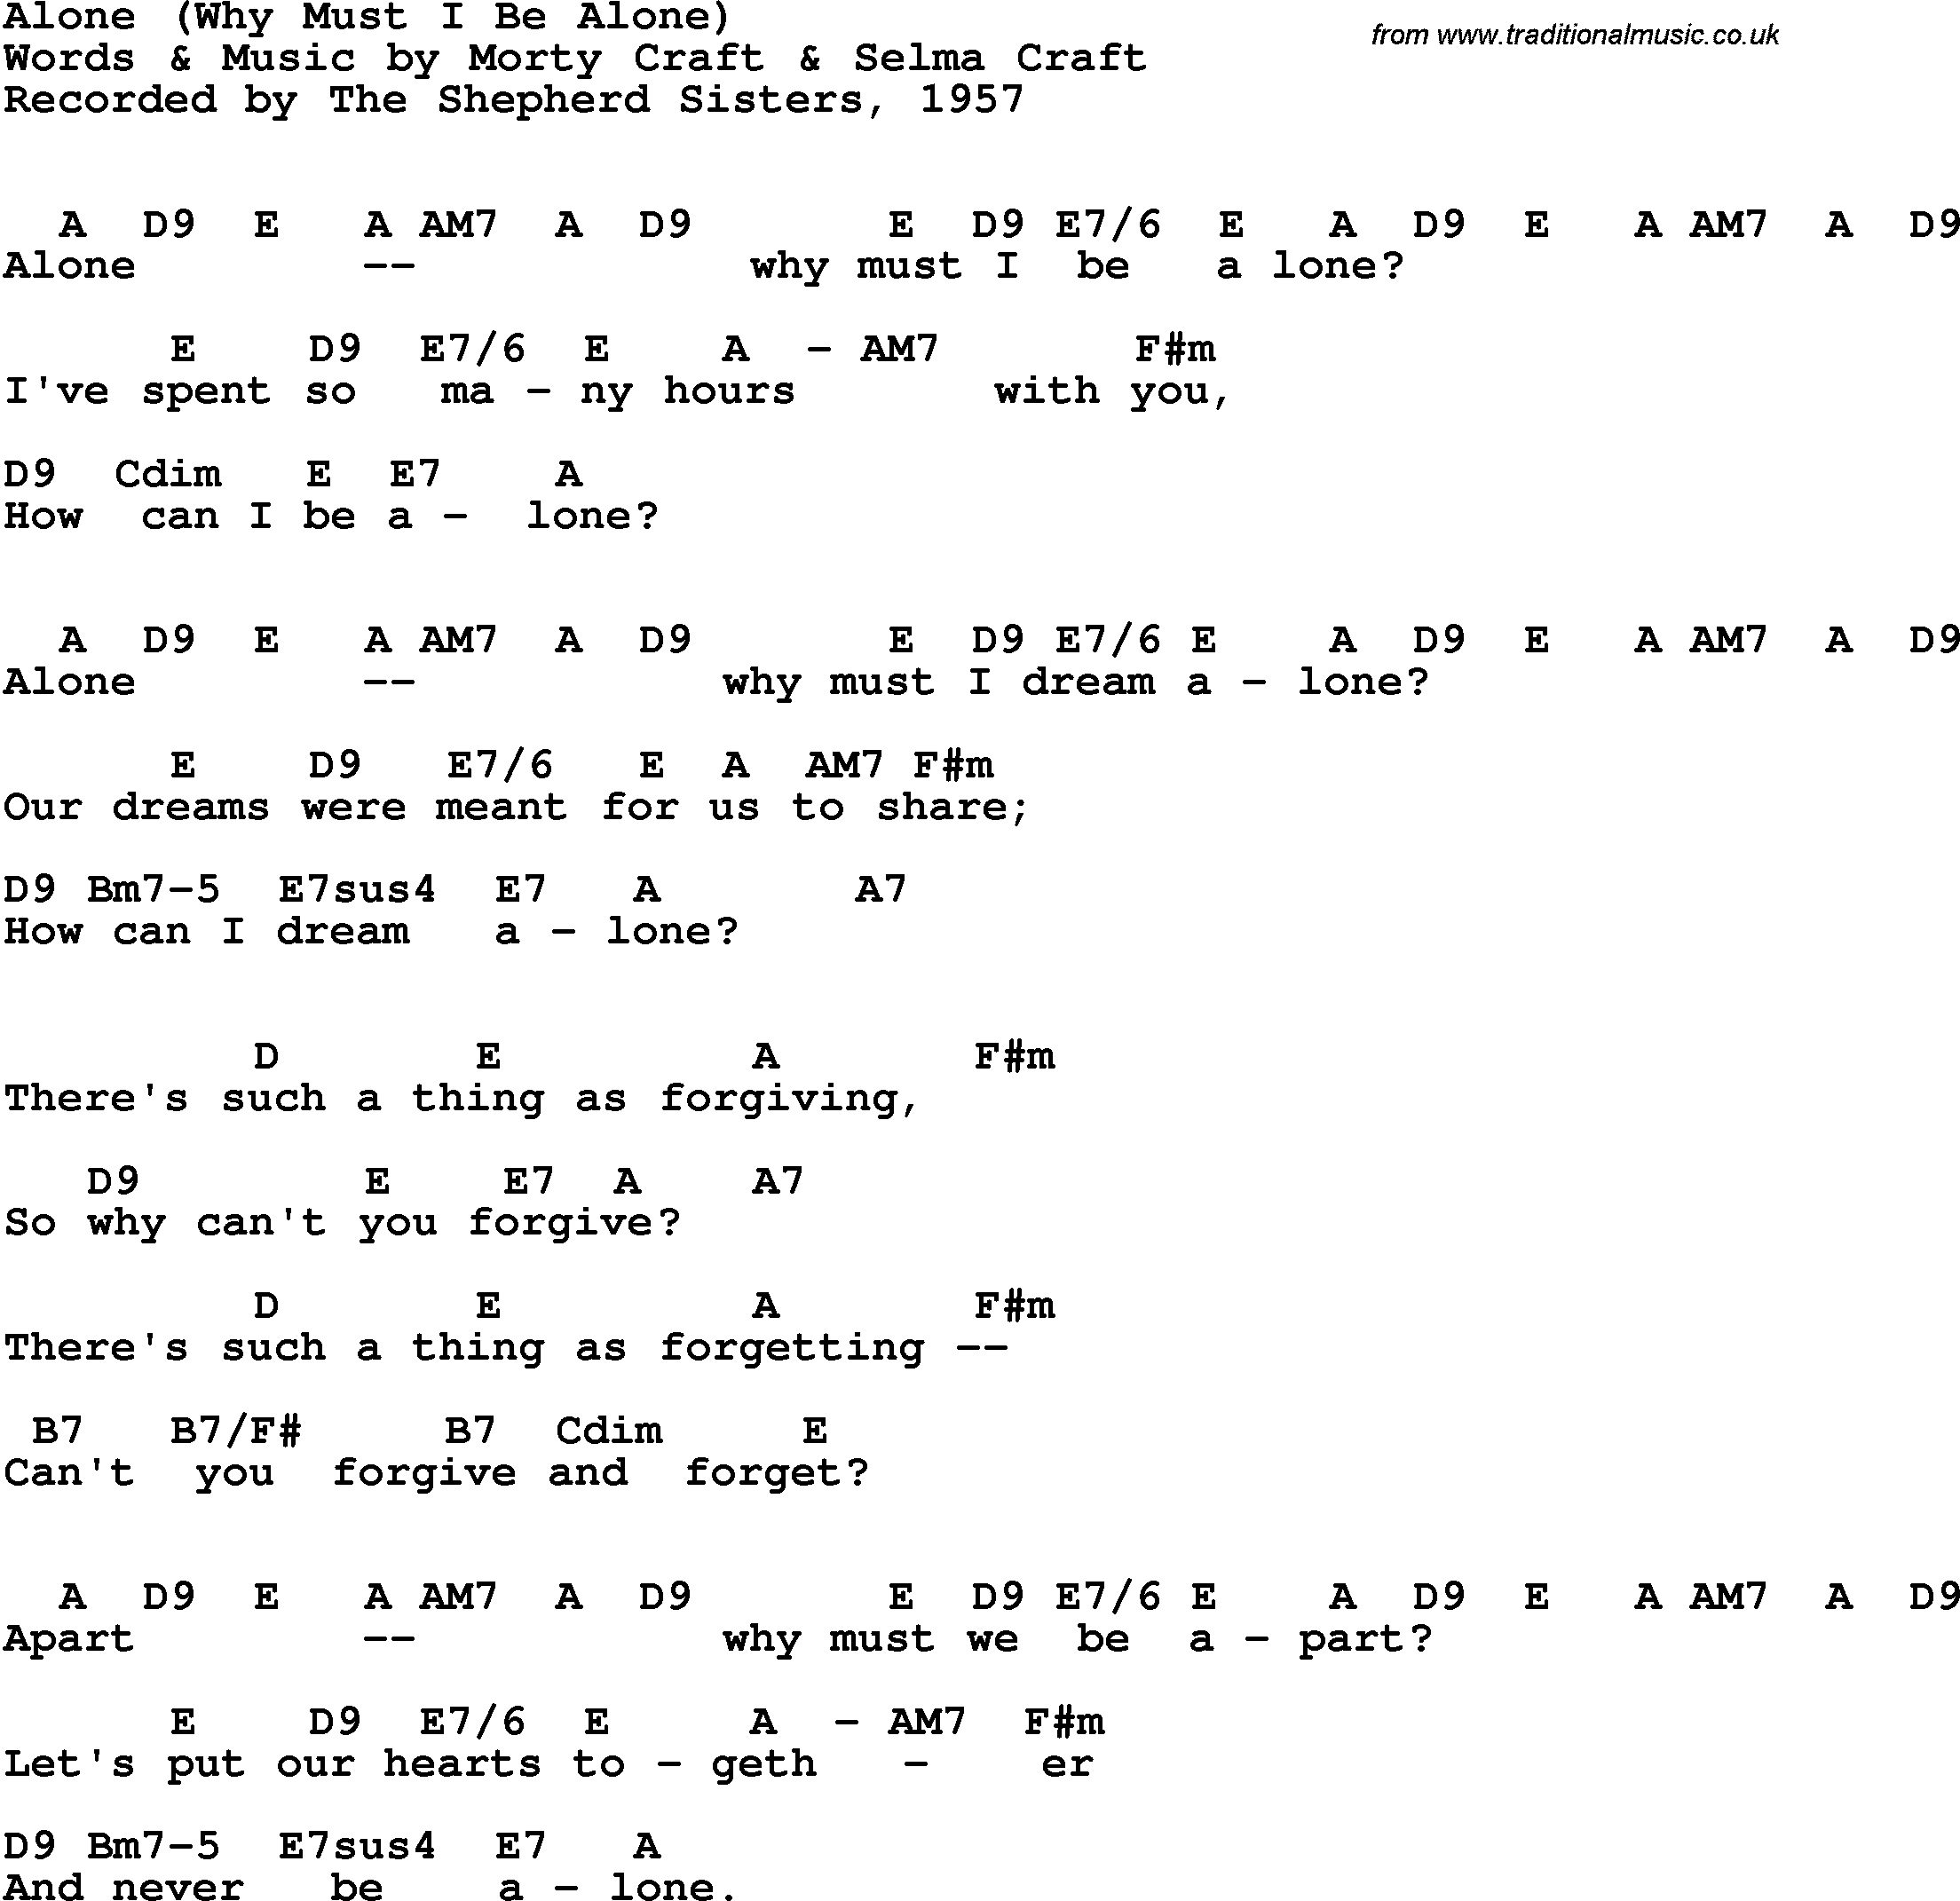 Alone (Why Must I Be Alone)
from www.traditionalmusic.co.uk
Words & Music by Morty Craft & Selma Craft
Recorded by The Shepherd Sisters, 1957
A D9 E A AM7 A D9 E D9 E7/6 E A D9 E A AM7 A D9
Alone -- why must I be a lone?
E D9 E7/6 E A - AM7 F#m
I've spent so ma - ny hours with you,
D9 Cdim E E7 A
How can I be a - lone?
A D9 E A AM7 A D9 E D9 E7/6 E A D9 E A AM7 A D9
Alone -- why must I dream a - lone?
E D9 E7/6 E A AM7 F#m
Our dreams were meant for us to share;
D9 Bm7-5 E7sus4 E7 A A7
How can I dream a - lone?
D E A F#m
There's such a thing as forgiving,
D9 E E7 A A7
So why can't you forgive?
D E A F#m
There's such a thing as forgetting --
B7 B7/F# B7 Cdim E
Can't you forgive and forget?
A D9 E A AM7 A D9 E D9 E7/6 E A D9 E A AM7 A D9
Apart -- why must we be a - part?
E D9 E7/6 E A - AM7 F#m
Let's put our hearts to - geth - er
D9 Bm7-5 E7sus4 E7 A
And never be a - lone.